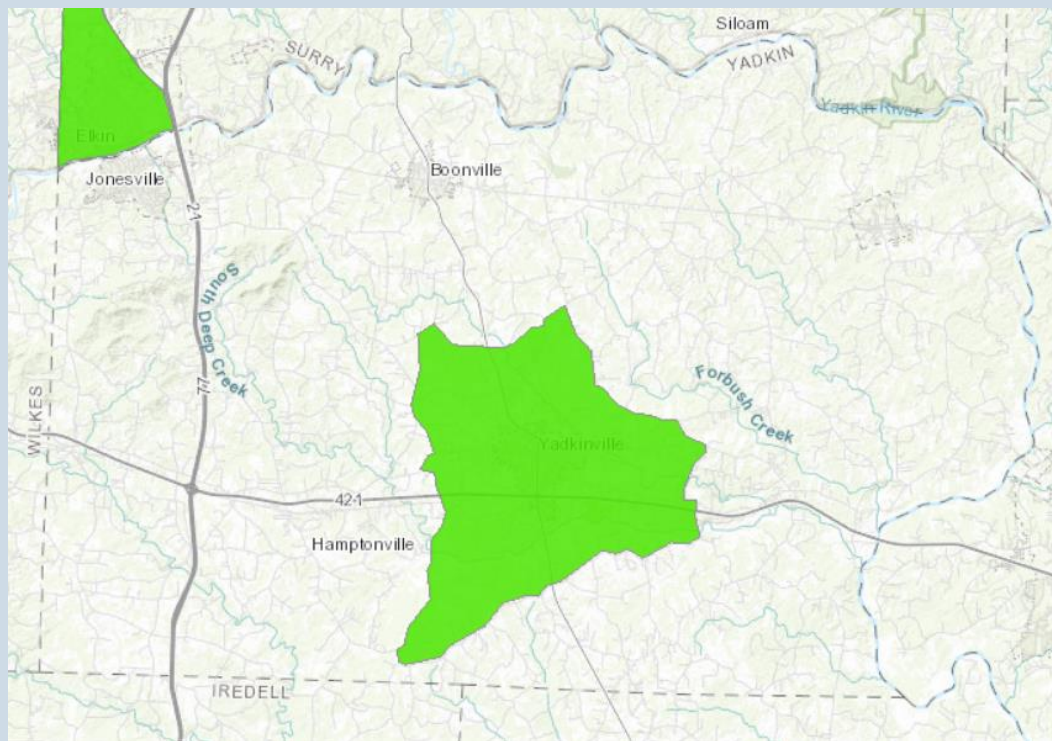 Siloam
SURRY
YADKIN
Yadkin River
Elkin
Jonesville
Boonville
21
South Deep Creek
77
Forbush Creek
WILKES
Yadkinville
421
Hamptonville
IREDELL